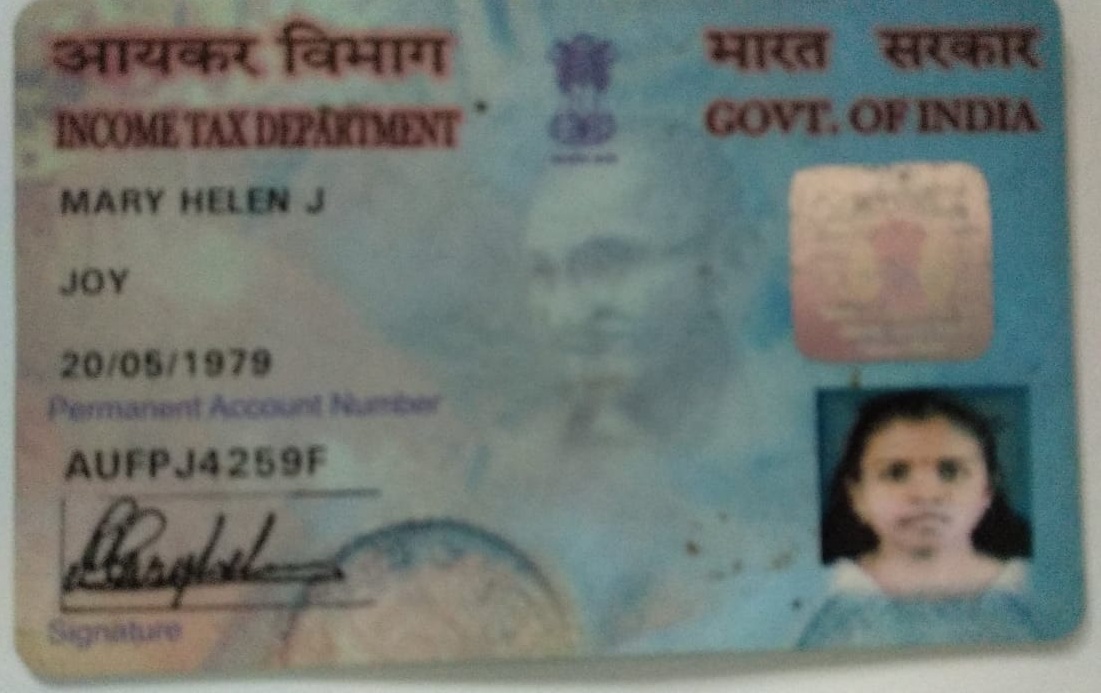 आयकर विभाग
भारत सरकार
INCOME TAX DEPARTMENT
GOVT. OF INDIA
MARY HELEN J
JOY
20/05/1979
Permanent Account Number
AUFPJ4259F
Signature